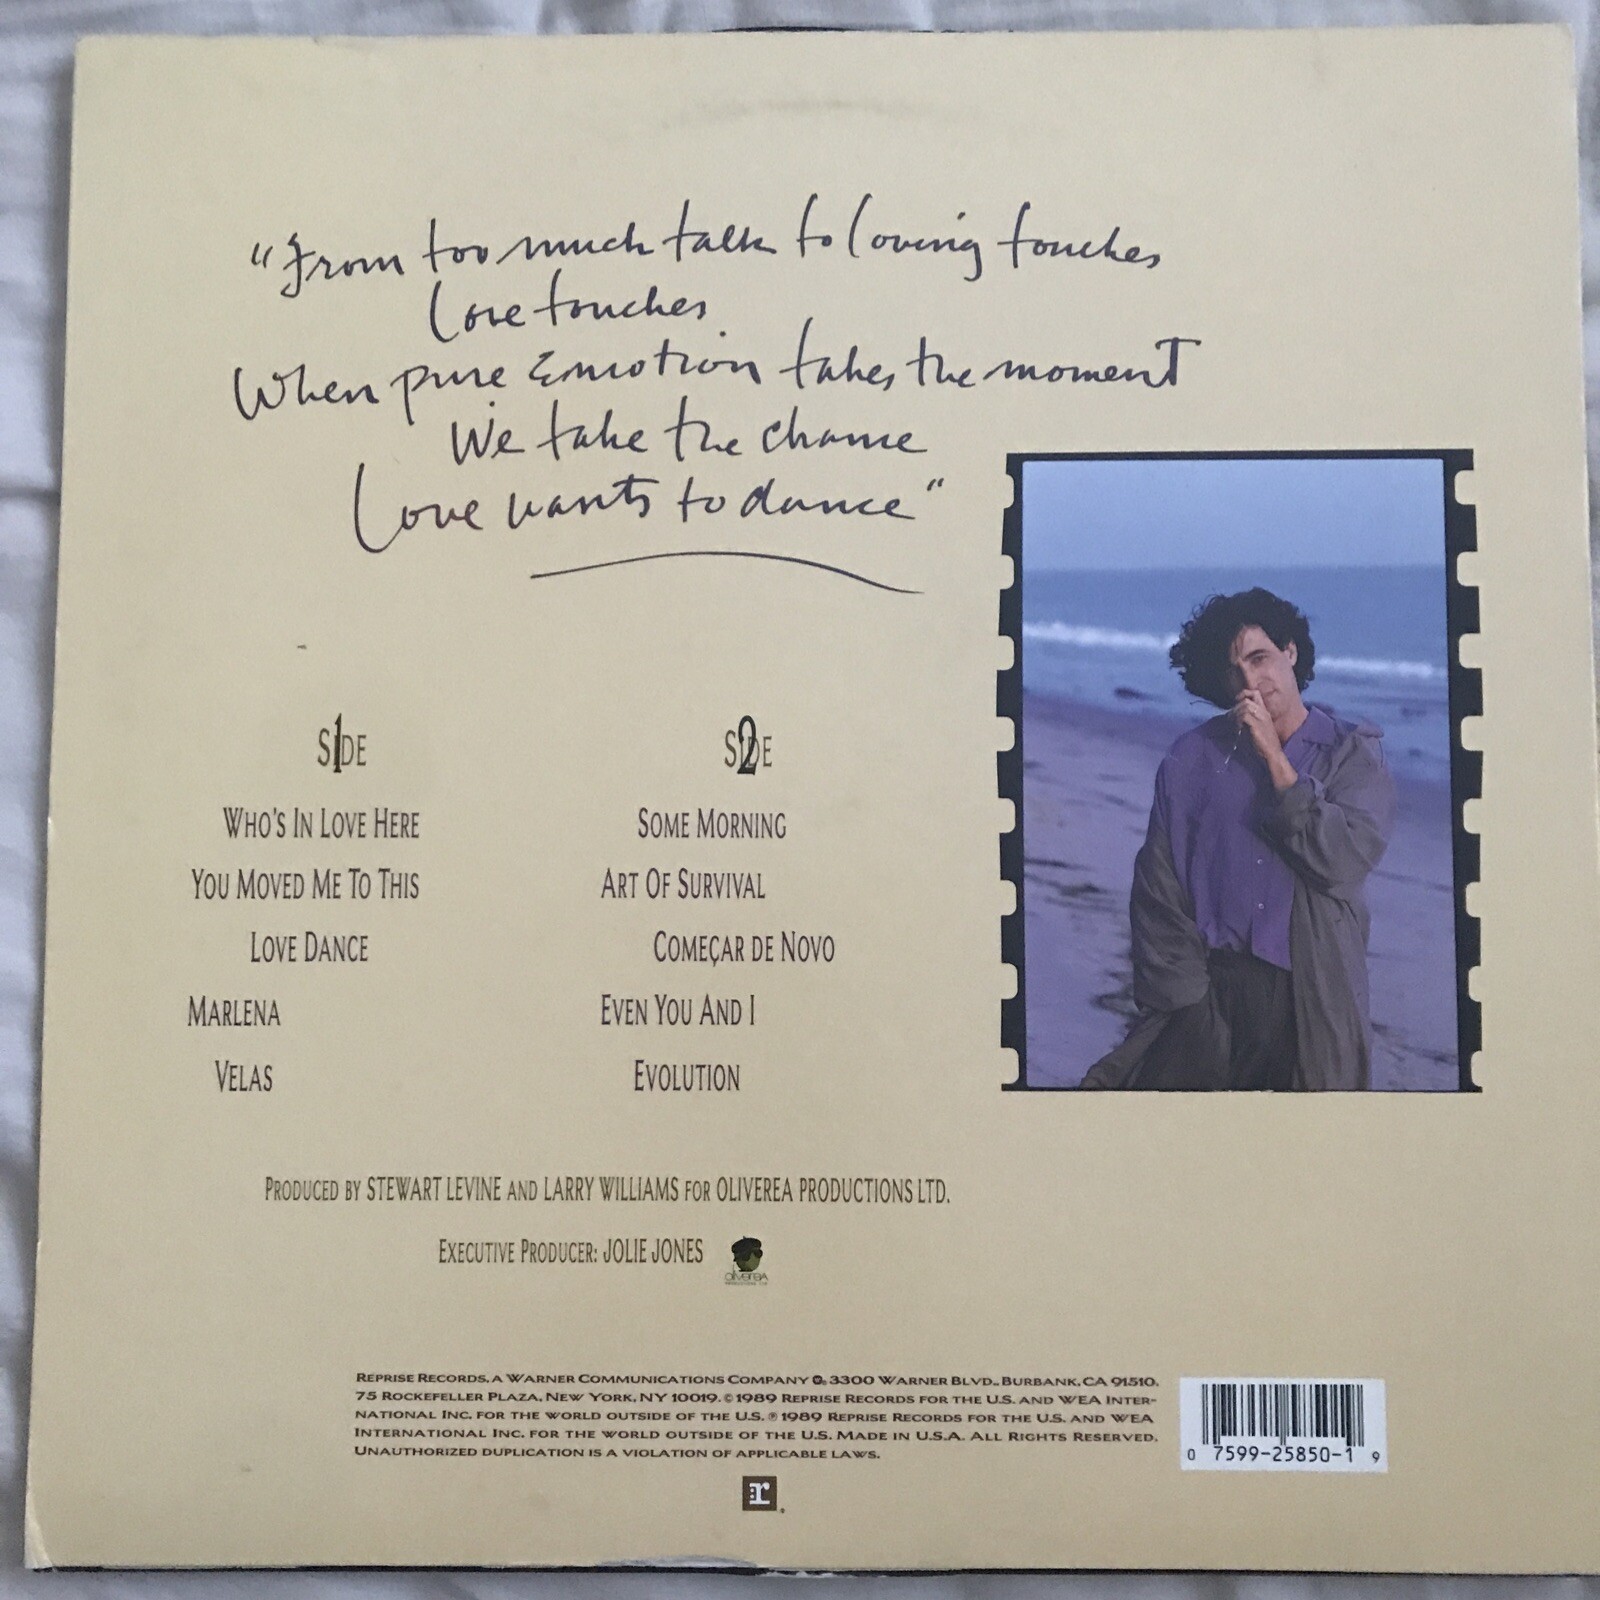 "From too much talk to loving touches
Love touches
When pure Emotion takes the moment
We take the chance
Love wants to dance"
SIDE 1
WHO'S IN LOVE HERE
YOU MOVED ME TO THIS
LOVE DANCE
MARLENA
VELAS
SIDE 2
SOME MORNING
ART OF SURVIVAL
COMEÇAR DE NOVO
EVEN YOU AND I
EVOLUTION
PRODUCED BY STEWART LEVINE AND LARRY WILLIAMS FOR OLIVEREA PRODUCTIONS LTD.
EXECUTIVE PRODUCER: JOLIE JONES
OLIVEREA
REPRISE RECORDS, A WARNER COMMUNICATIONS COMPANY, 3300 WARNER BLVD., BURBANK, CA 91510.
75 ROCKEFELLER PLAZA, NEW YORK, NY 10019. © 1989 REPRISE RECORDS FOR THE U.S. AND WEA INTER-
NATIONAL INC. FOR THE WORLD OUTSIDE OF THE U.S. ℗ 1989 REPRISE RECORDS FOR THE U.S. AND WEA
INTERNATIONAL INC. FOR THE WORLD OUTSIDE OF THE U.S. MADE IN U.S.A. ALL RIGHTS RESERVED.
UNAUTHORIZED DUPLICATION IS A VIOLATION OF APPLICABLE LAWS.
0 7599-25850-1 9
:r